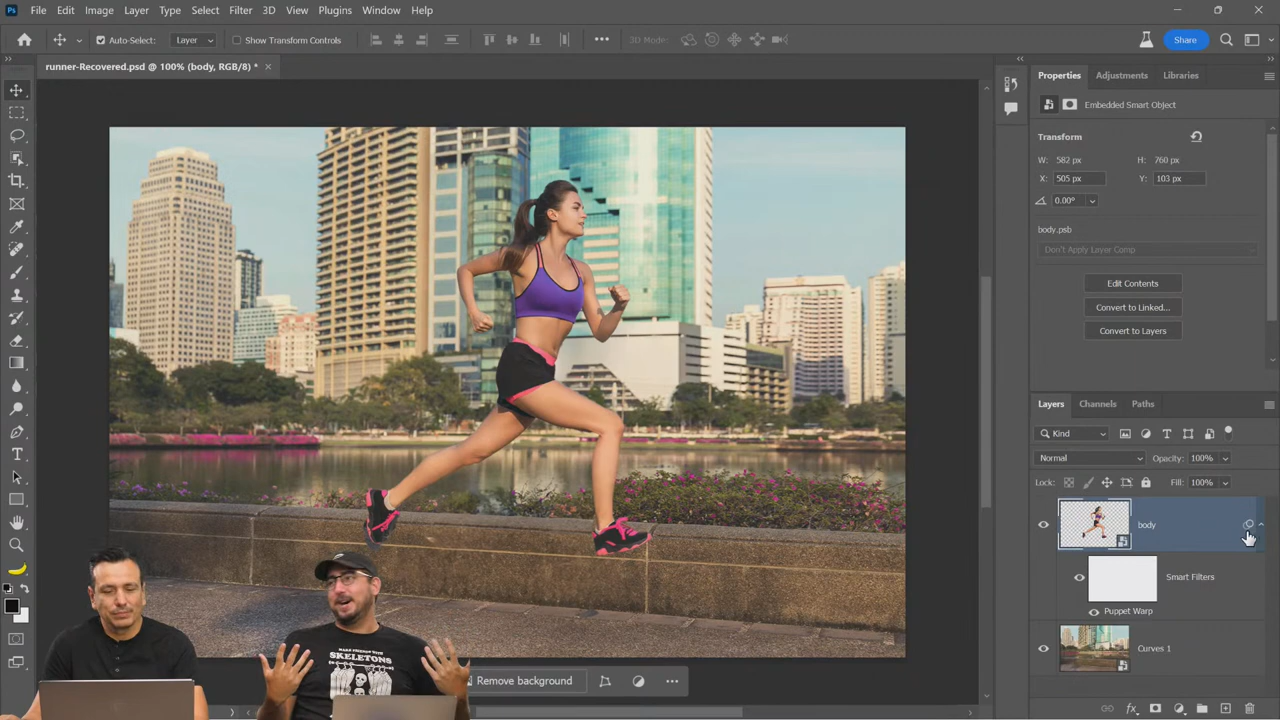 Ps File Edit Image Layer Type Select Filter 3D View Plugins Window Help
Auto-Select: Layer Show Transform Controls 3D Mode: Share
runner-Recovered.psd @ 100% (body, RGB/8) *
Properties Adjustments Libraries
Embedded Smart Object
Transform
W: 582 px H: 760 px
X: 505 px Y: 103 px
0.00°
body.psb
Don't Apply Layer Comp
Edit Contents
Convert to Linked...
Convert to Layers
Layers Channels Paths
Kind
Normal Opacity: 100%
Lock: Fill: 100%
body
Smart Filters
Puppet Warp
Curves 1
Remove background
MAKE FRIENDS WITH
SKELETONS